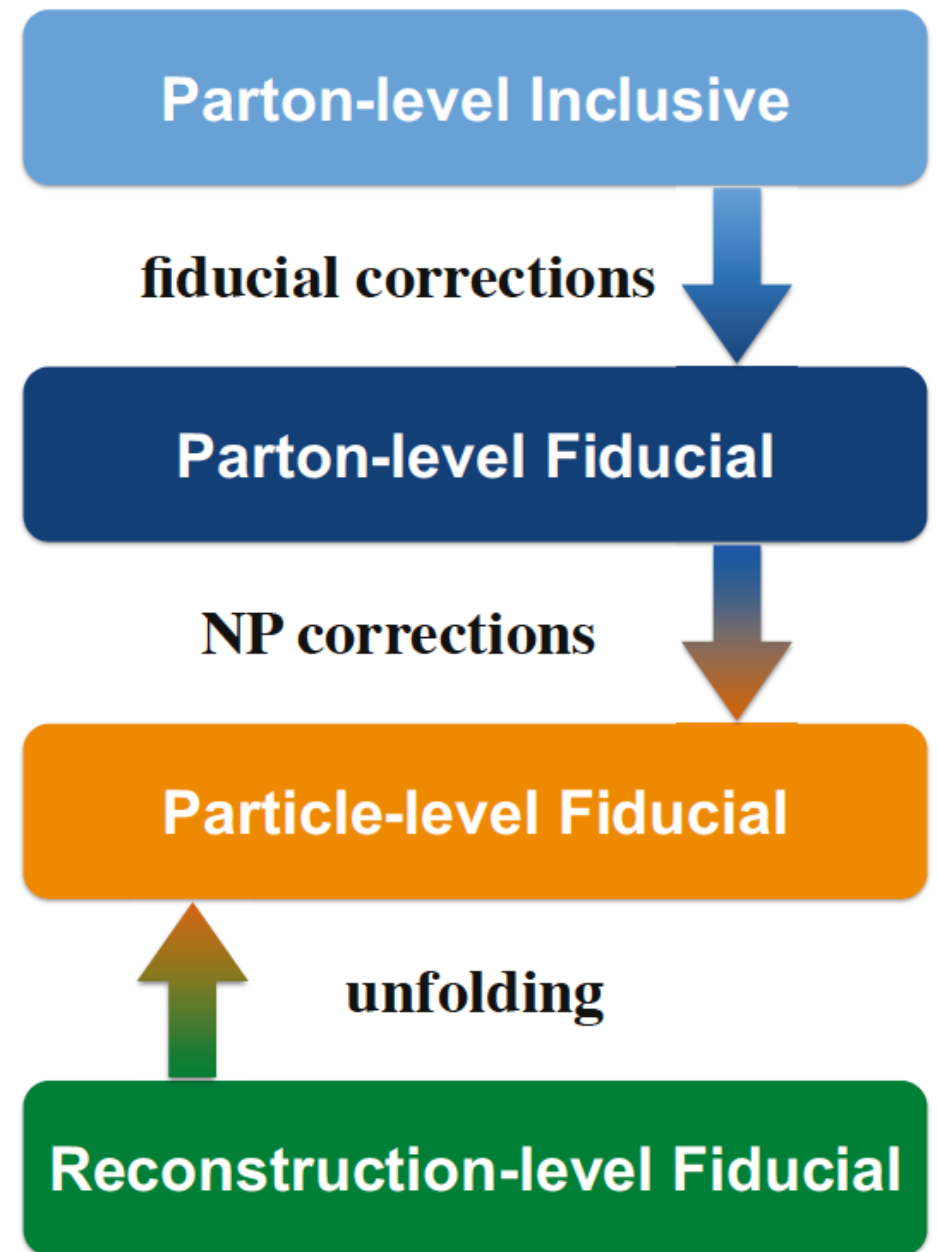 Parton-level Inclusive
fiducial corrections
Parton-level Fiducial
NP corrections
Particle-level Fiducial
unfolding
Reconstruction-level Fiducial